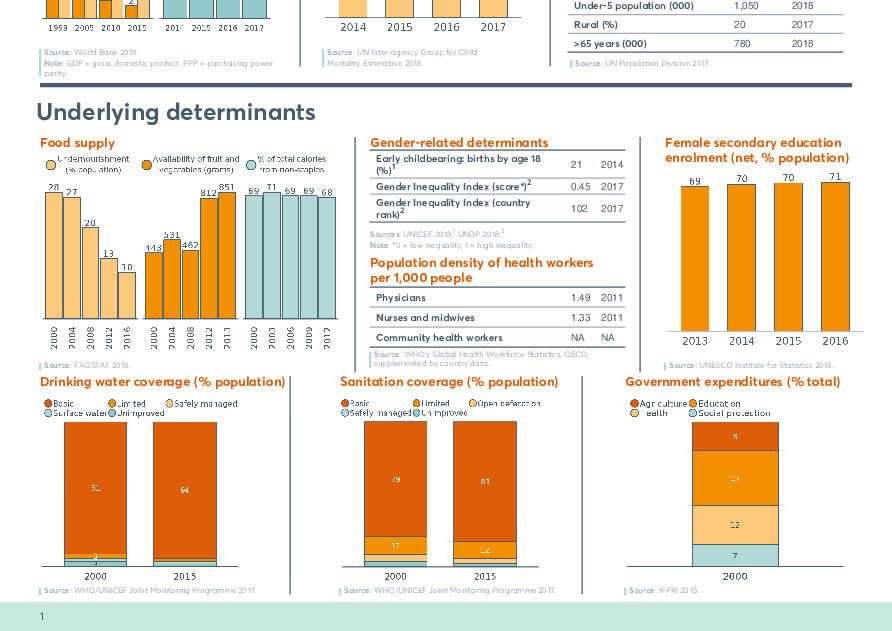 1999 2005 2010 2015
2014 2015 2016 2017
Source: World Bank 2018.
Note: GDP = gross domestic product. PPP = purchasing power
parity.
2014 2015 2016 2017
Source: UN Inter-agency Group for Child
Mortality Estimation 2018.
Under-5 population (000) 1,050 2018
Rural (%) 20 2017
>65 years (000) 780 2018
Source: UN Population Division 2017.
Underlying determinants
Food supply
Undernourishment
(% population)
Availability of fruit and
vegetables (grams)
% of total calories
from non-staples
28 27 20 13 10
443 531 462 812 851
69 71 69 69 68
2000 2004 2008 2012 2016
2000 2004 2008 2012
2000 2006 2009
Source: FAOSTAT 2018.
Gender-related determinants
Early childbearing: births by age 18
(%)1 21 2014
Gender Inequality Index (score*)2 0.45 2017
Gender Inequality Index (country
rank)2 102 2017
Sources: UNICEF 2018,1 UNDP 2018.2
Note: *0 = low inequality, 1 = high inequality.
Population density of health workers
per 1,000 people
Physicians 1.49 2011
Nurses and midwives 1.33 2011
Community health workers NA NA
Source: WHO's Global Health Workforce Statistics, OECD,
supplemented by country data.
Female secondary education
enrolment (net, % population)
69 70 70 71
2013 2014 2015 2016
Source: UNESCO Institute for Statistics 2018.
Drinking water coverage (% population)
Basic Limited Safely managed
Surface water Unimproved
94
2000 2015
Source: WHO/UNICEF Joint Monitoring Programme 2017.
Sanitation coverage (% population)
Basic Limited Open defecation
Safely managed Unimproved
79 83
12 12
2000 2015
Source: WHO/UNICEF Joint Monitoring Programme 2017.
Government expenditures (% total)
Agriculture Education
Health Social protection
17
12
7
2000
Source: IFPRI 2015.
1